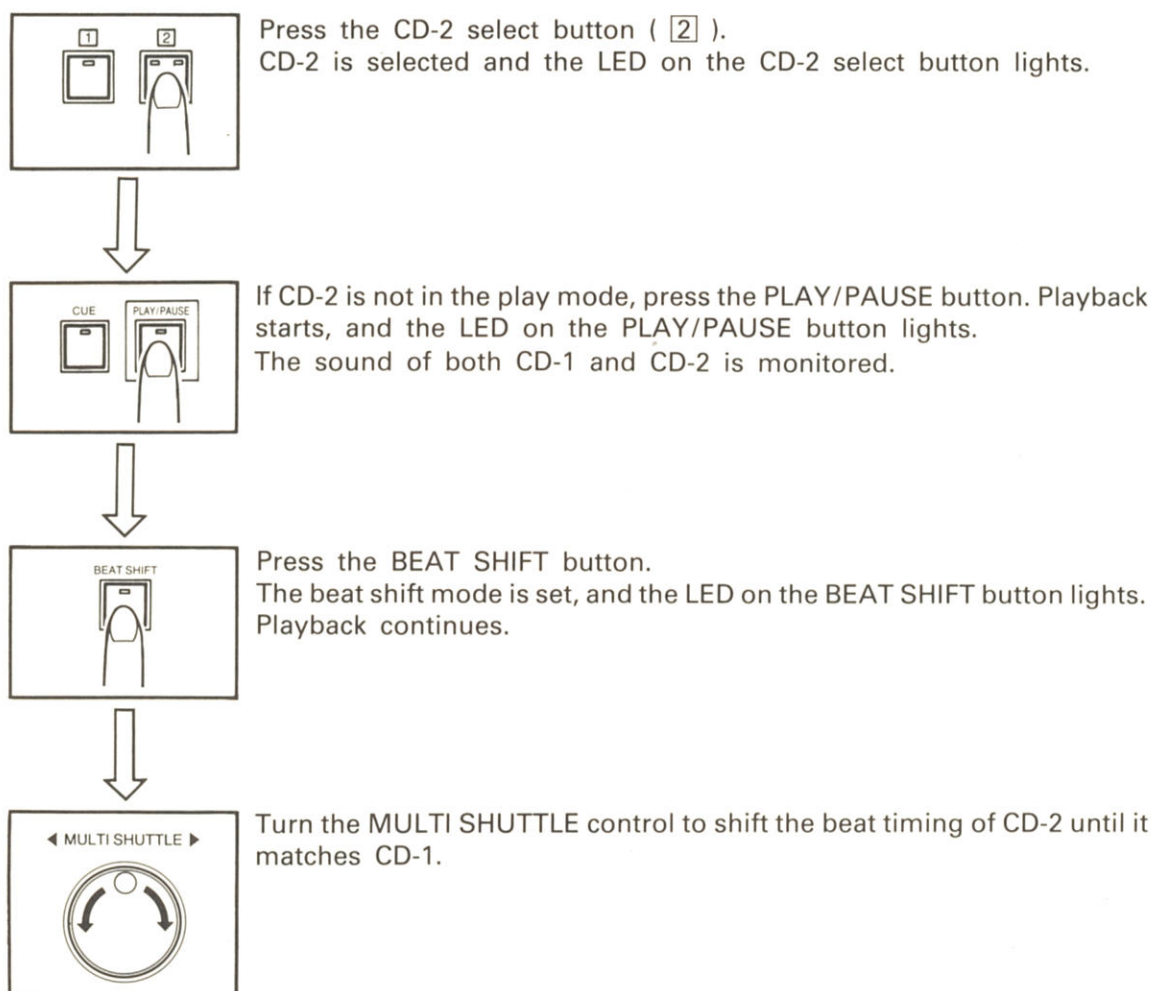 1 2
Press the CD-2 select button ( 2 ).
CD-2 is selected and the LED on the CD-2 select button lights.
CUE PLAY/PAUSE
If CD-2 is not in the play mode, press the PLAY/PAUSE button. Playback
starts, and the LED on the PLAY/PAUSE button lights.
The sound of both CD-1 and CD-2 is monitored.
BEAT SHIFT
Press the BEAT SHIFT button.
The beat shift mode is set, and the LED on the BEAT SHIFT button lights.
Playback continues.
◀ MULTI SHUTTLE ▶
Turn the MULTI SHUTTLE control to shift the beat timing of CD-2 until it
matches CD-1.